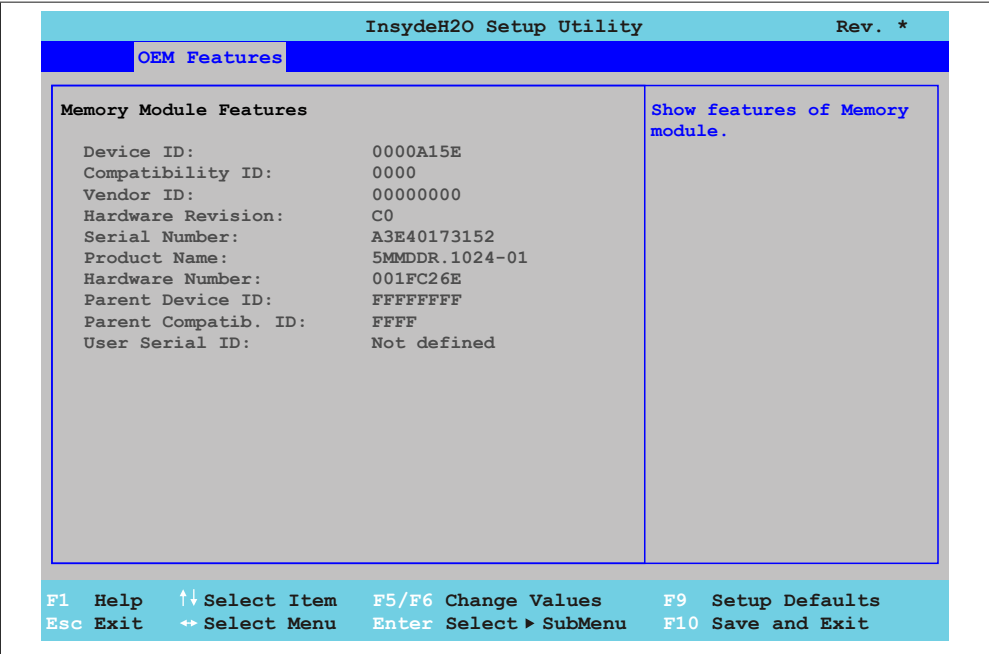 InsydeH2O Setup Utility Rev. *
OEM Features
Memory Module Features
Show features of Memory
module.
Device ID: 0000A15E
Compatibility ID: 0000
Vendor ID: 00000000
Hardware Revision: C0
Serial Number: A3E40173152
Product Name: 5MMDDR.1024-01
Hardware Number: 001FC26E
Parent Device ID: FFFFFFFF
Parent Compatib. ID: FFFF
User Serial ID: Not defined
F1 Help ↑↓ Select Item F5/F6 Change Values F9 Setup Defaults
Esc Exit ↔ Select Menu Enter Select ▶ SubMenu F10 Save and Exit